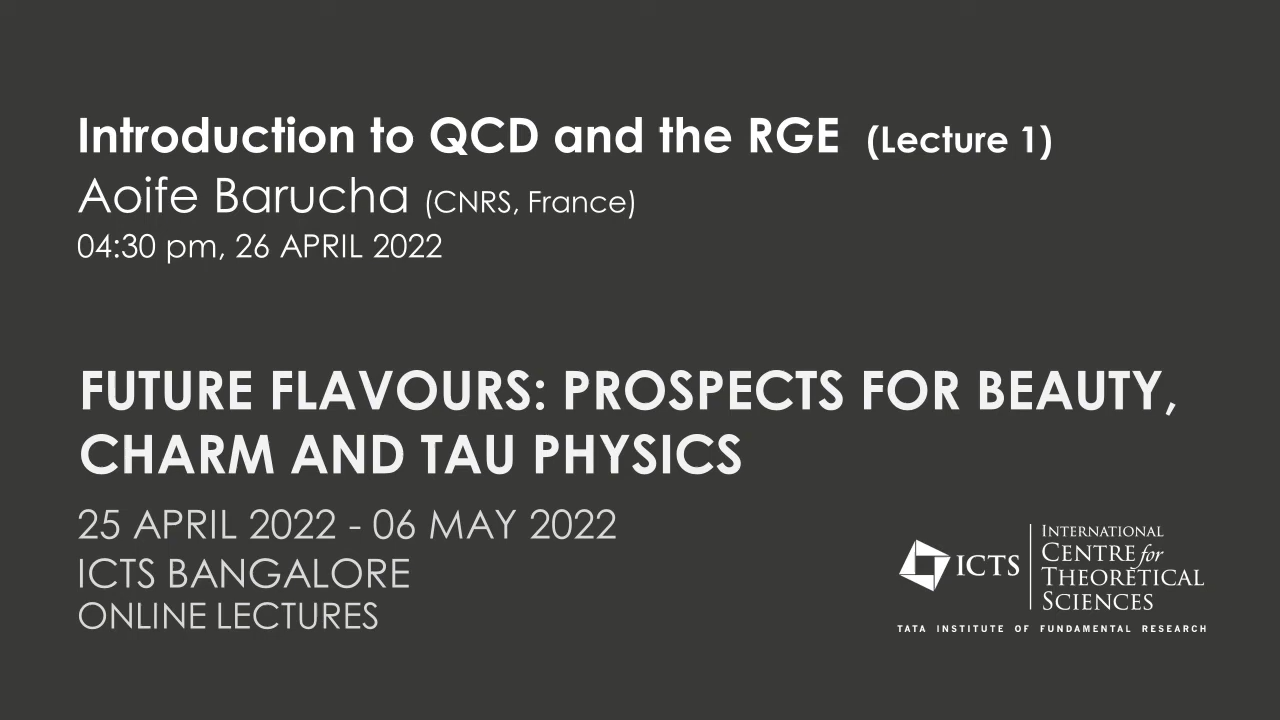 Introduction to QCD and the RGE (Lecture 1)
Aoife Barucha (CNRS, France)
04:30 pm, 26 APRIL 2022
FUTURE FLAVOURS: PROSPECTS FOR BEAUTY,
CHARM AND TAU PHYSICS
25 APRIL 2022 - 06 MAY 2022
ICTS BANGALORE
ONLINE LECTURES
ICTS
INTERNATIONAL
CENTRE for
THEORETICAL
SCIENCES
TATA INSTITUTE OF FUNDAMENTAL RESEARCH